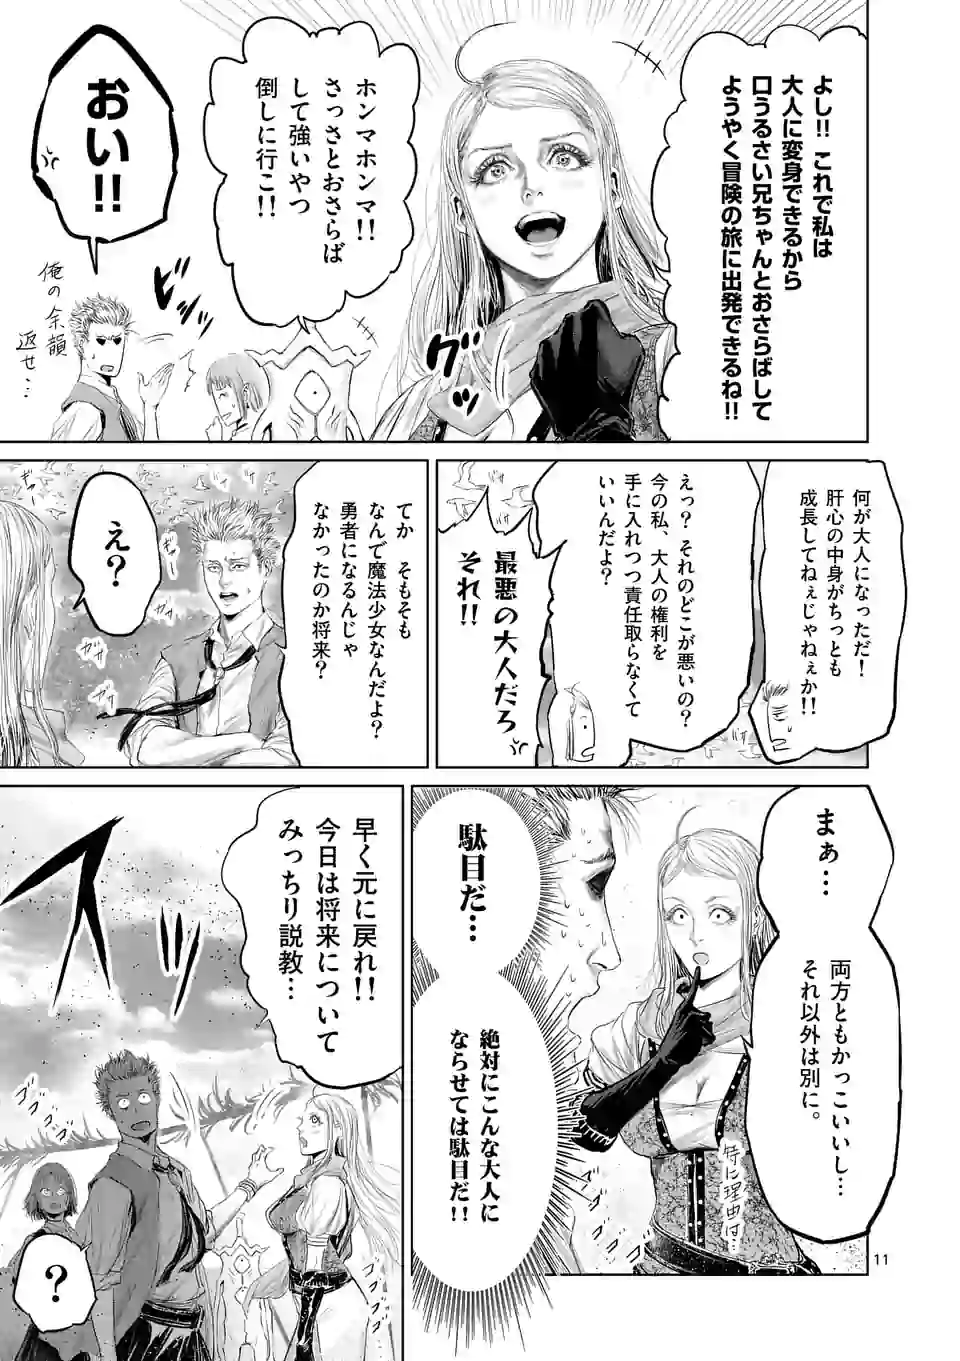 よし!! これで私は
大人に変身できるから
口うるさい兄ちゃんとおさらばして
ようやく冒険の旅に出発できるね!!
ホンマホンマ!!
さっさとおさらば
して強いやつ
倒しに行こ!!
グッ
おい!!
俺の余韻
返せ…
何が大人になっただ!
肝心の中身がちっとも
成長してねぇじゃねぇか!!
えっ? それのどこが悪いの?
今の私、大人の権利を
手に入れつつ責任取らなくて
いいんだよ?
最悪の大人だろ
それ!!
てか そもそも
なんで魔法少女なんだよ?
勇者になるんじゃ
なかったのか将来?
え?
まぁ…
両方ともかっこいいし…
それ以外は別に。
特に理由は…
駄目だ…
絶対にこんな大人に
ならせては駄目だ!!
早く元に戻れ!!
今日は将来について
みっちり説教…
ゴゴゴゴ
ゴゴゴ
?
11